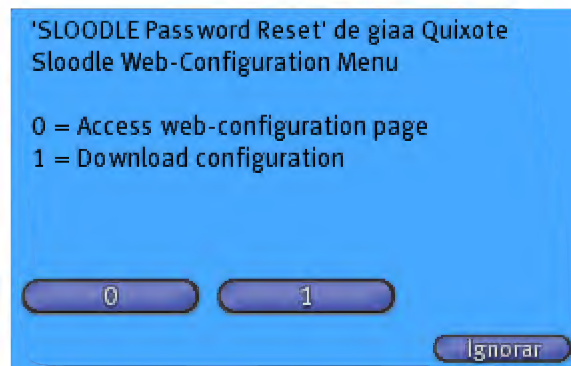 'SLOODLE Password Reset' de giaa Quixote
Sloodle Web-Configuration Menu
0 = Access web-configuration page
1 = Download configuration
0 1
Ignorar